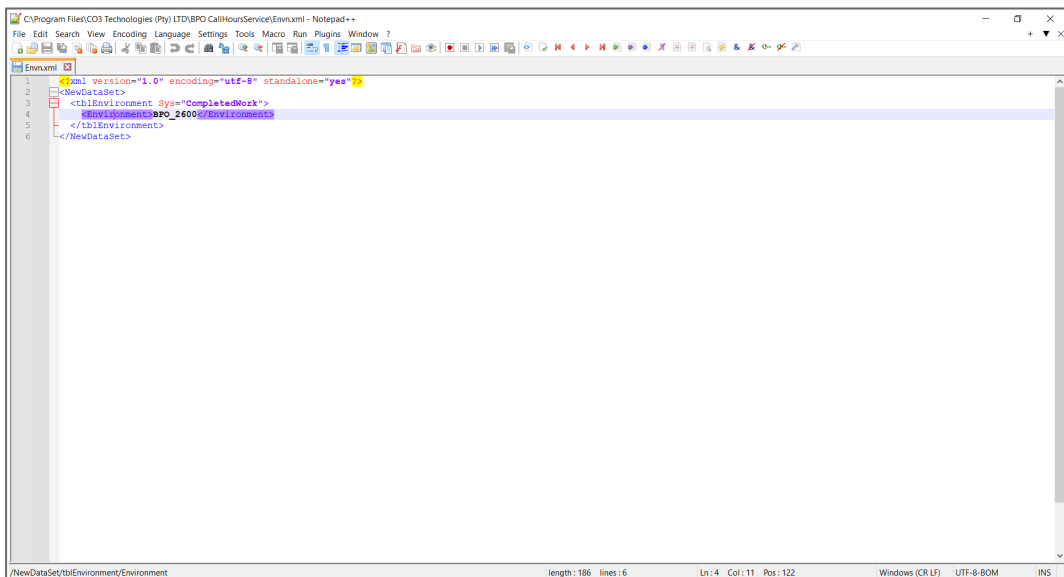 C:\Program Files\CO3 Technologies (Pty) LTD\BPO CallHoursService\Envn.xml - Notepad++
File Edit Search View Encoding Language Settings Tools Macro Run Plugins Window ?
Envn.xml
1 <?xml version="1.0" encoding="utf-8" standalone="yes"?>
2 <NewDataSet>
3 <tblEnvironment Sys="CompletedWork">
4 <Environment>BPO_2600</Environment>
5 </tblEnvironment>
6 </NewDataSet>
/NewDataSet/tblEnvironment/Environment length : 186 lines : 6 Ln : 4 Col : 11 Pos : 122 Windows (CR LF) UTF-8-BOM INS